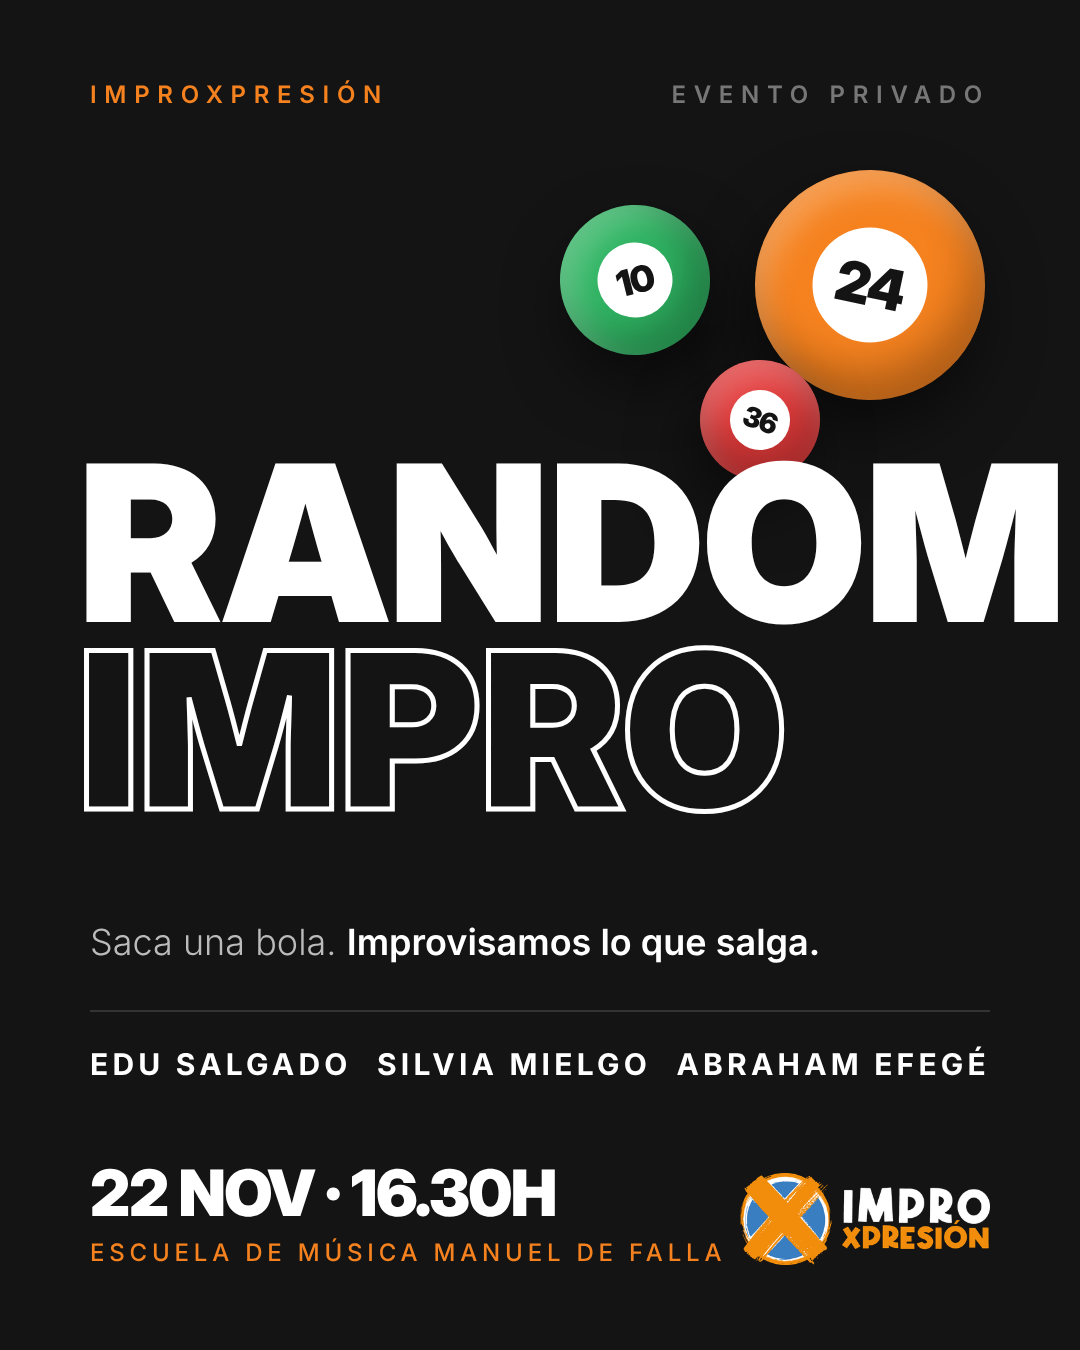 IMPROXPRESIÓN
EVENTO PRIVADO
10
24
36
RANDOM
IMPRO
Saca una bola. Improvisamos lo que salga.
EDU SALGADO SILVIA MIELGO ABRAHAM EFEGÉ
22 NOV · 16.30H
ESCUELA DE MÚSICA MANUEL DE FALLA
X IMPRO
XPRESIÓN